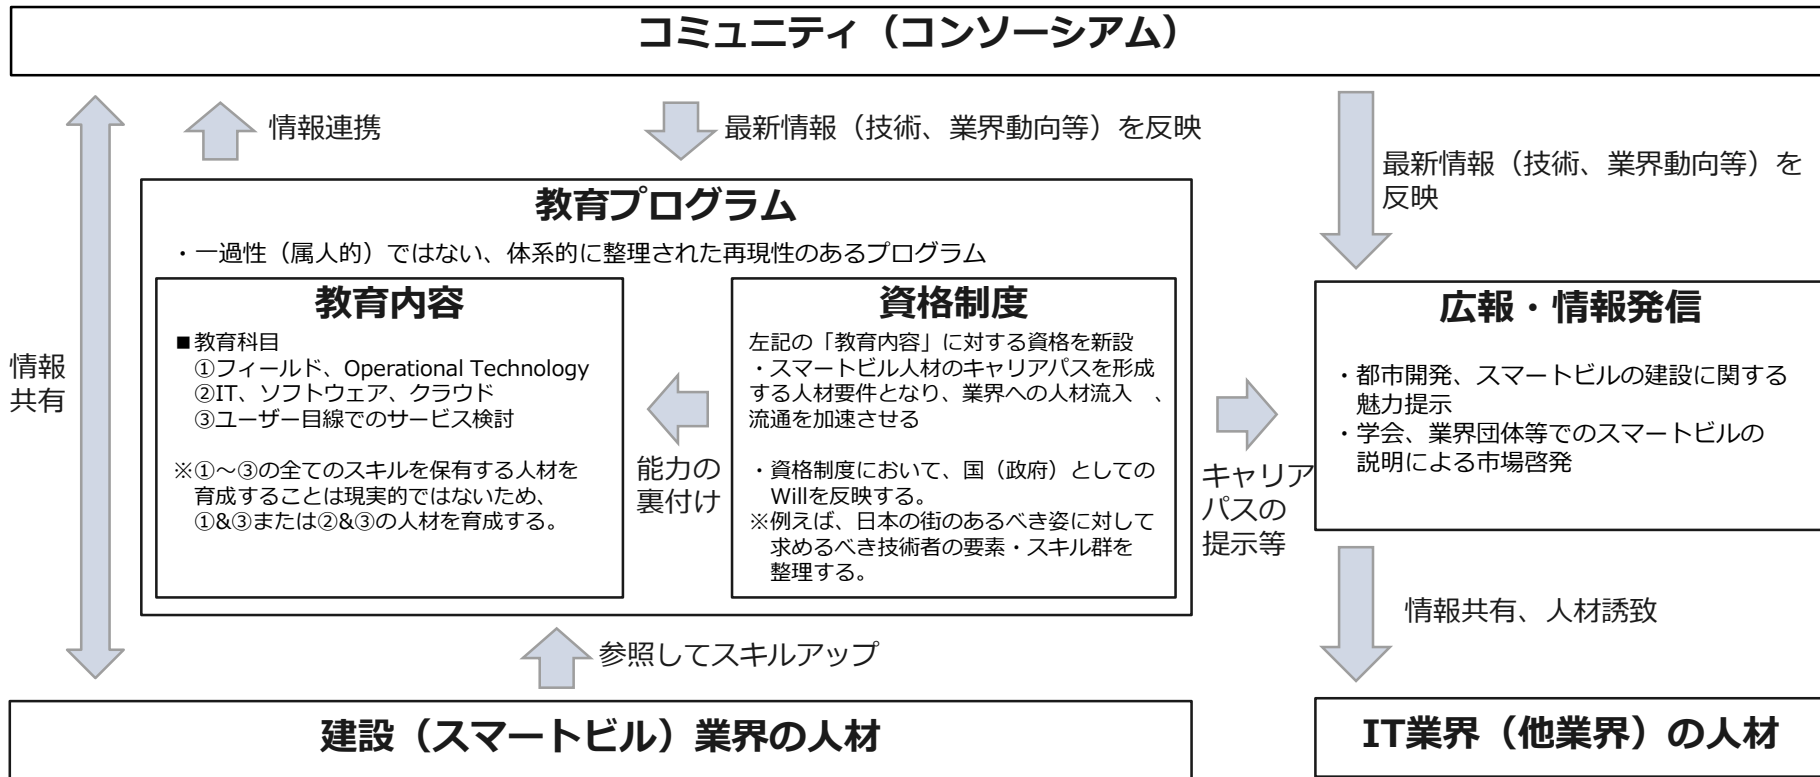 コミュニティ（コンソーシアム）
情報連携
最新情報（技術、業界動向等）を反映
最新情報（技術、業界動向等）を
反映
情報
共有
教育プログラム
・一過性（属人的）ではない、体系的に整理された再現性のあるプログラム
教育内容
■教育科目
①フィールド、Operational Technology
②IT、ソフトウェア、クラウド
③ユーザー目線でのサービス検討
※①～③の全てのスキルを保有する人材を
育成することは現実的ではないため、
①&③または②&③の人材を育成する。
能力の
裏付け
資格制度
左記の「教育内容」に対する資格を新設
・スマートビル人材のキャリアパスを形成
する人材要件となり、業界への人材流入　、
流通を加速させる
・資格制度において、国（政府）としての
Willを反映する。
※例えば、日本の街のあるべき姿に対して
求めるべき技術者の要素・スキル群を
整理する。
キャリア
パスの
提示等
広報・情報発信
・都市開発、スマートビルの建設に関する
魅力提示
・学会、業界団体等でのスマートビルの
説明による市場啓発
参照してスキルアップ
情報共有、人材誘致
建設（スマートビル）業界の人材
IT業界（他業界）の人材